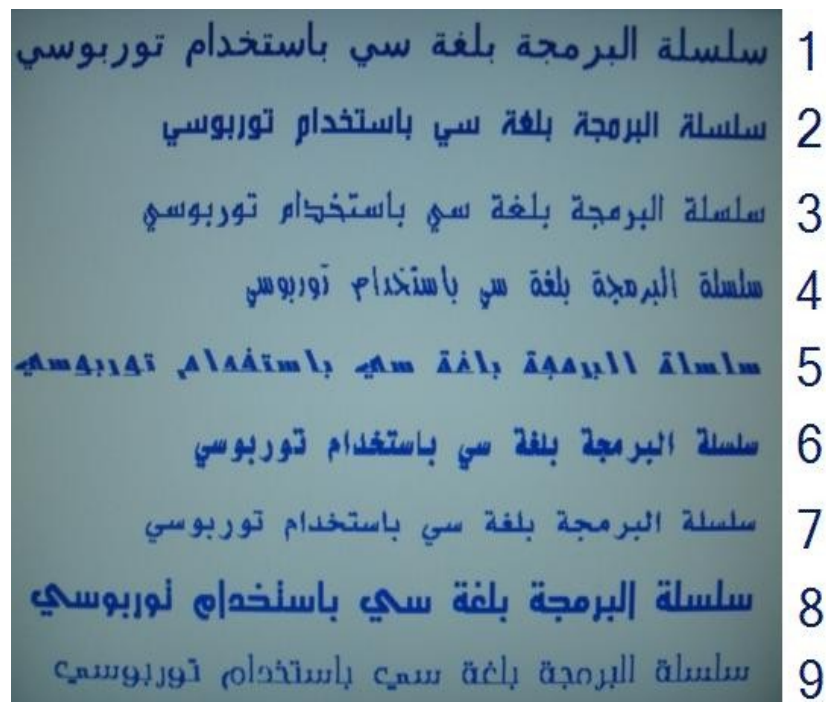 سلسلة البرمجة بلغة سي باستخدام توربوسي 1
سلسلة البرمجة بلغة سي باستخدام توربوسي 2
سلسلة البرمجة بلغة سي باستخدام توربوسي 3
سلسلة البرمجة بلغة سي باستخدام توربوسي 4
سلسلة البرمجة بلغة سي باستخدام توربوسي 5
سلسلة البرمجة بلغة سي باستخدام توربوسي 6
سلسلة البرمجة بلغة سي باستخدام توربوسي 7
سلسلة البرمجة بلغة سي باستخدام توربوسي 8
سلسلة البرمجة بلغة سي باستخدام توربوسي 9